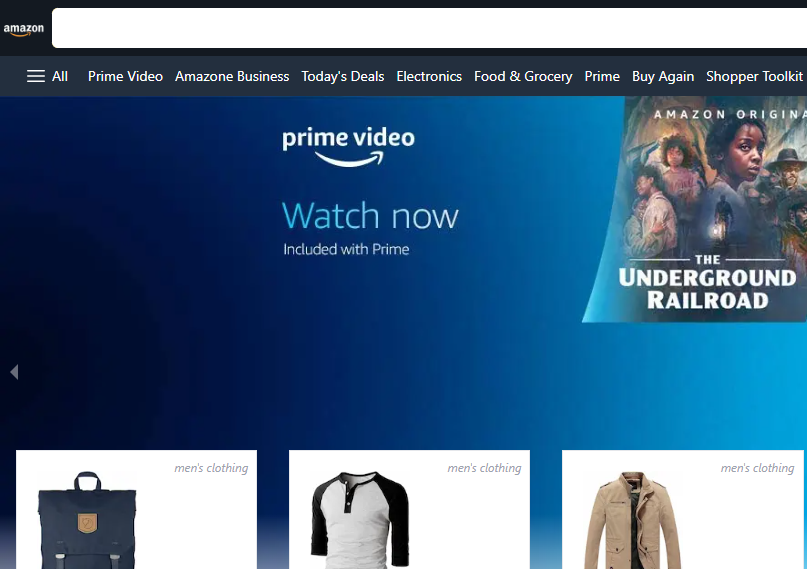 amazon
All Prime Video Amazone Business Today's Deals Electronics Food & Grocery Prime Buy Again Shopper Toolkit
AMAZON ORIGINA
prime video
Watch now
Included with Prime
THE
UNDERGROUND
RAILROAD
men's clothing men's clothing men's clothing